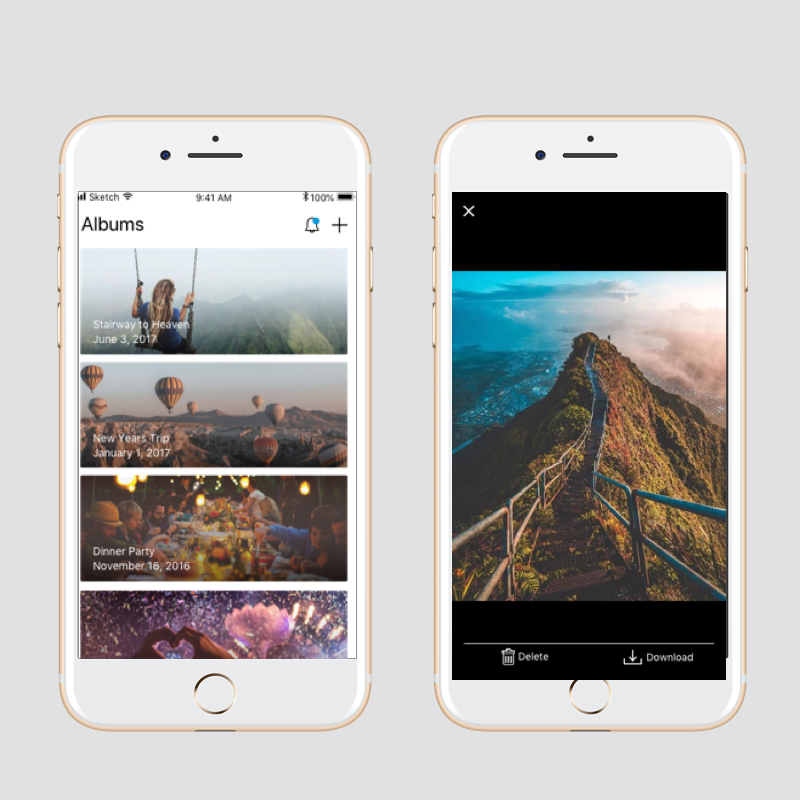 Sketch 9:41 AM 100%
Albums
Stairway to Heaven
June 3, 2017
New Years Trip
January 1, 2017
Dinner Party
November 16, 2016
Delete Download